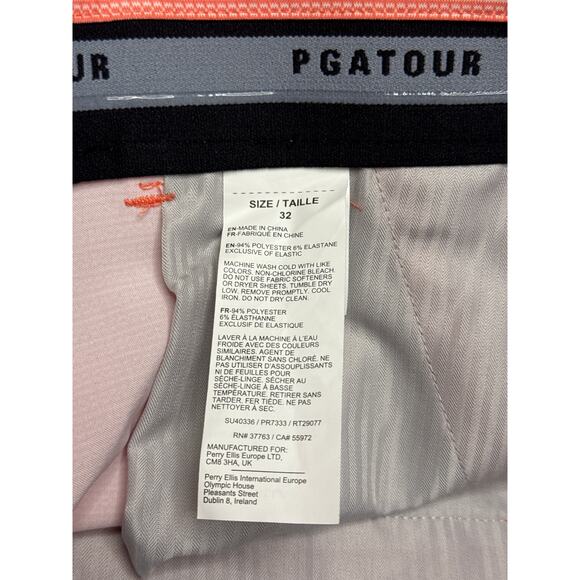 UR PGATOUR
SIZE / TAILLE
32
EN-MADE IN CHINA
FR-FABRIQUÉ EN CHINE
EN-94% POLYESTER 6% ELASTANE
EXCLUSIVE OF ELASTIC
MACHINE WASH COLD WITH LIKE
COLORS. NON-CHLORINE BLEACH.
DO NOT USE FABRIC SOFTENERS
OR DRYER SHEETS. TUMBLE DRY
LOW, REMOVE PROMPTLY, COOL
IRON. DO NOT DRY CLEAN.
FR-94% POLYESTER
6% ÉLASTHANNE
EXCLUSIF DE ELASTIQUE
LAVER À LA MACHINE À L'EAU
FROIDE AVEC DES COULEURS
SIMILAIRES. AGENT DE
BLANCHIMENT SANS CHLORÉ. NE
PAS UTILISER D'ASSOUPLISSANTS
NI DE FEUILLES POUR
SÈCHE-LINGE. SÉCHER AU
SÈCHE-LINGE À BASSE
TEMPÉRATURE. RETIRER SANS
TARDER. FER TIÈDE. NE PAS
NETTOYER À SEC.
SU40336 / PR7333 / RT29077
RN# 37763 / CA# 55972
MANUFACTURED FOR:
Perry Ellis Europe LTD,
CM8 3HA, UK
Perry Ellis International Europe
Olympic House
Pleasants Street
Dublin 8, Ireland